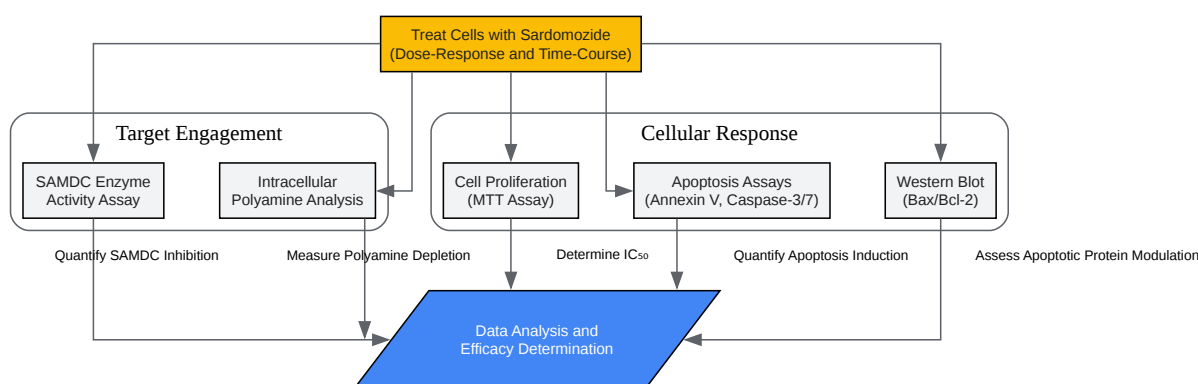 Treat Cells with Sardomozide
(Dose-Response and Time-Course)
Target Engagement
Cellular Response
SAMDC Enzyme
Activity Assay
Intracellular
Polyamine Analysis
Cell Proliferation
(MTT Assay)
Apoptosis Assays
(Annexin V, Caspase-3/7)
Western Blot
(Bax/Bcl-2)
Quantify SAMDC Inhibition
Measure Polyamine Depletion
Determine IC₅₀
Quantify Apoptosis Induction
Assess Apoptotic Protein Modulation
Data Analysis and
Efficacy Determination